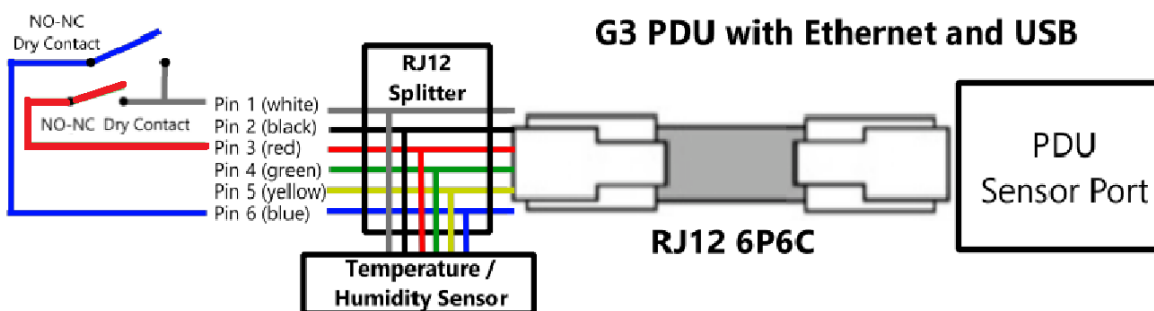 NO-NC
Dry Contact
NO-NC Dry Contact
Pin 1 (white)
Pin 2 (black)
Pin 3 (red)
Pin 4 (green)
Pin 5 (yellow)
Pin 6 (blue)
RJ12
Splitter
Temperature /
Humidity Sensor
G3 PDU with Ethernet and USB
RJ12 6P6C
PDU
Sensor Port